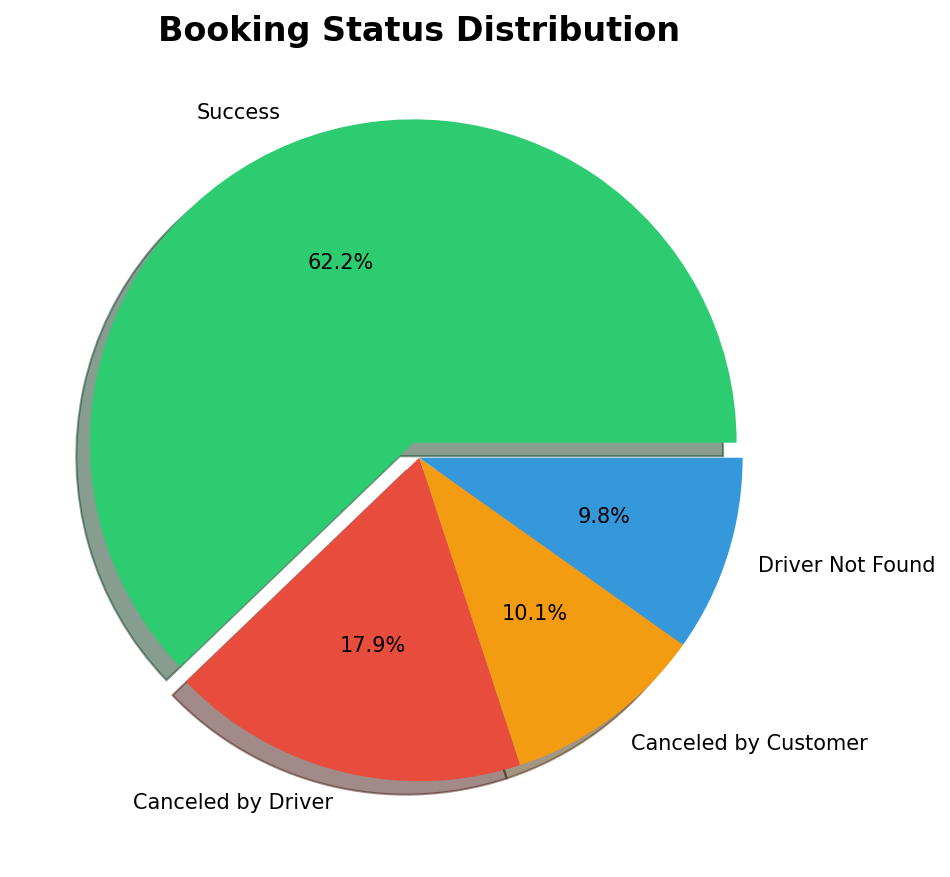 Booking Status Distribution
Success
62.2%
9.8%
Driver Not Found
10.1%
17.9%
Canceled by Customer
Canceled by Driver